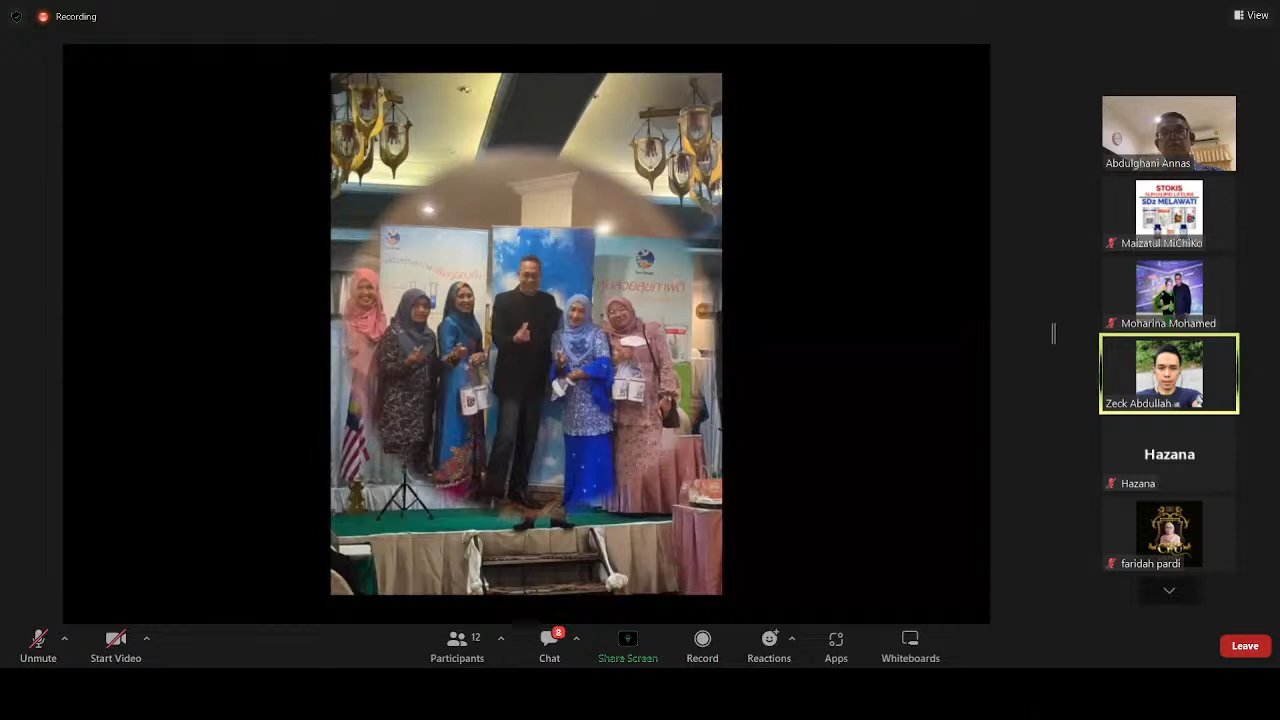 Recording
View
Abdulghani Annas
STOKIS
SD2 MELAWATI
Maizatul MiChiKo
Moharina Mohamed
Zeck Abdullah
Hazana
Hazana
faridah pardi
Unmute
Start Video
12
Participants
8
Chat
Share Screen
Record
Reactions
Apps
Whiteboards
Leave